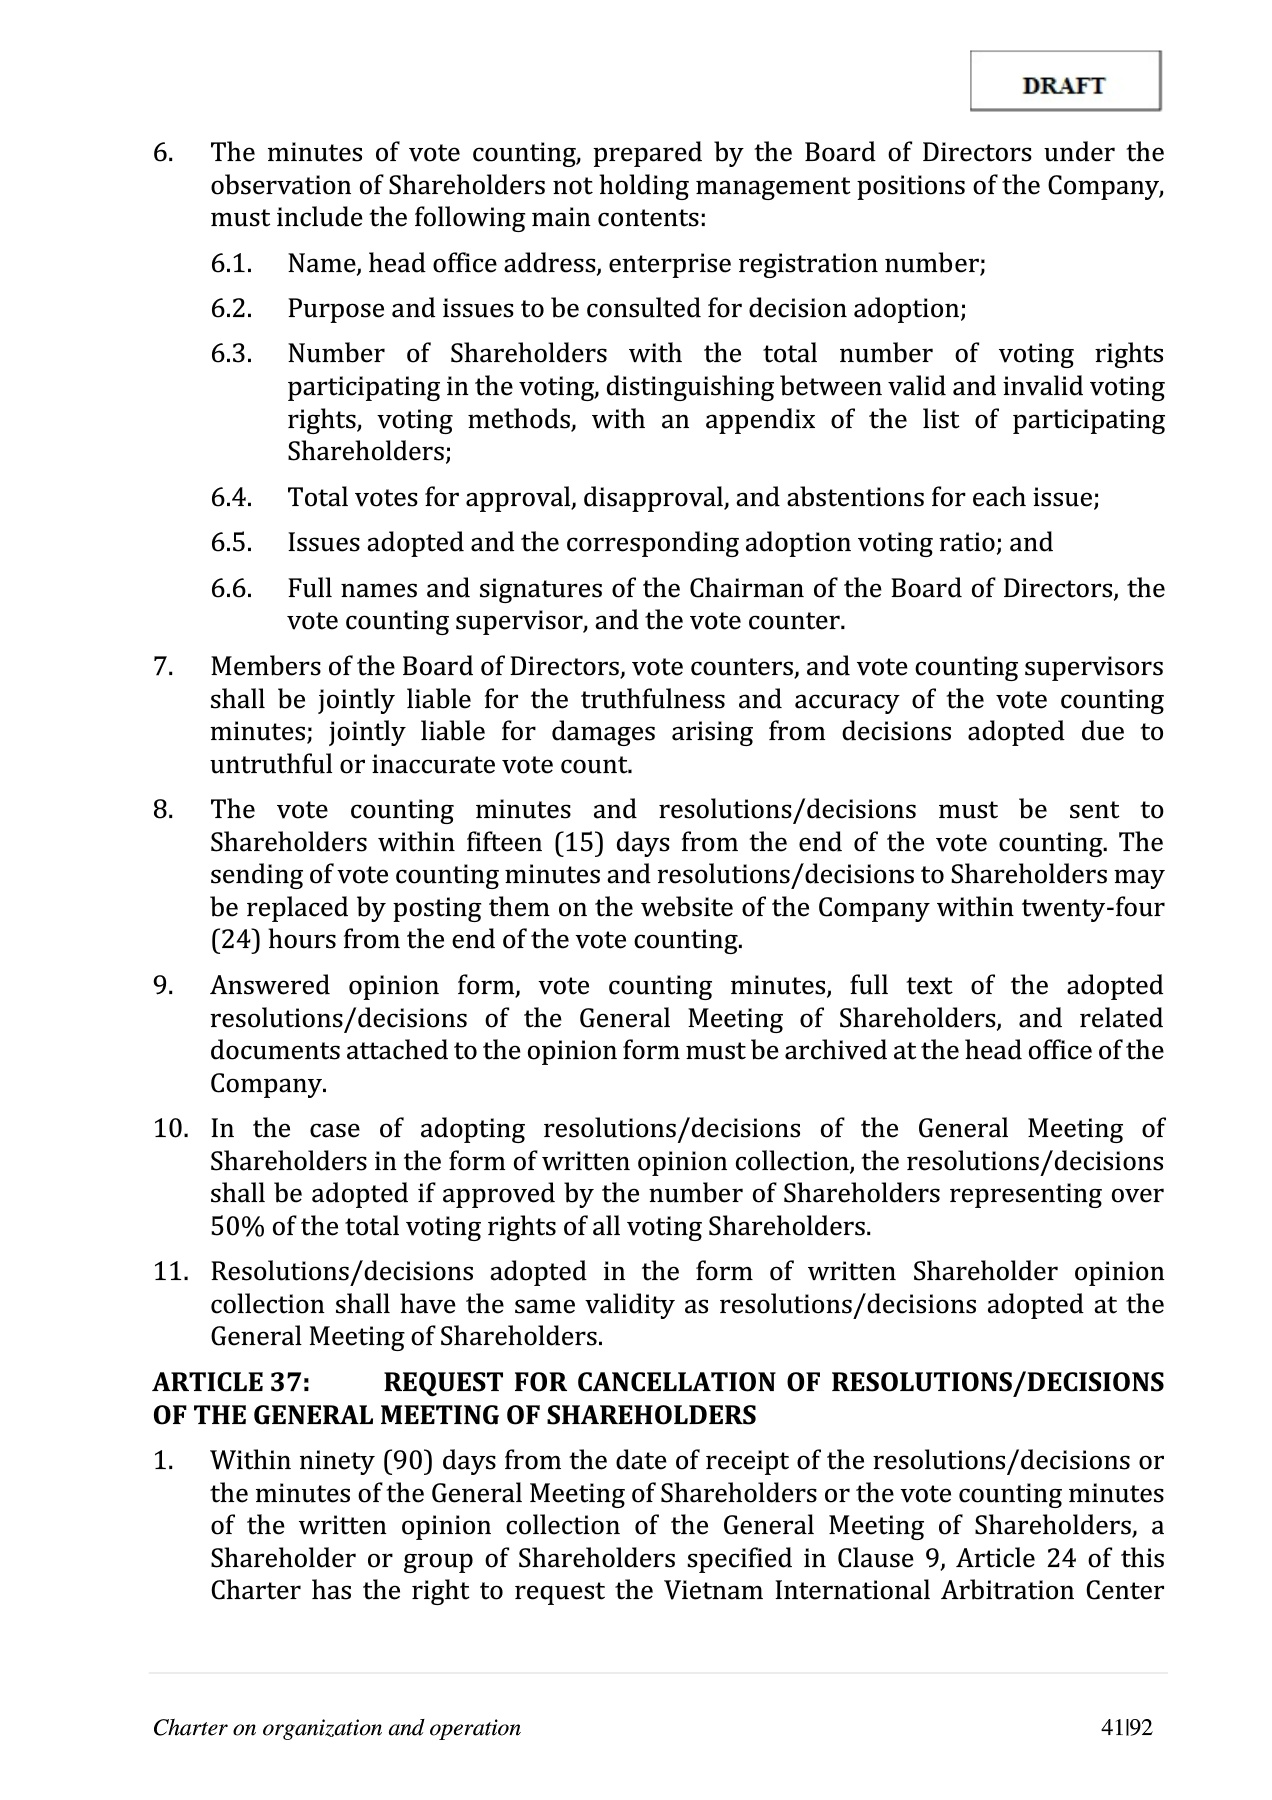 DRAFT
6. The minutes of vote counting, prepared by the Board of Directors under the
observation of Shareholders not holding management positions of the Company,
must include the following main contents:
6.1. Name, head office address, enterprise registration number;
6.2. Purpose and issues to be consulted for decision adoption;
6.3. Number of Shareholders with the total number of voting rights
participating in the voting, distinguishing between valid and invalid voting
rights, voting methods, with an appendix of the list of participating
Shareholders;
6.4. Total votes for approval, disapproval, and abstentions for each issue;
6.5. Issues adopted and the corresponding adoption voting ratio; and
6.6. Full names and signatures of the Chairman of the Board of Directors, the
vote counting supervisor, and the vote counter.
7. Members of the Board of Directors, vote counters, and vote counting supervisors
shall be jointly liable for the truthfulness and accuracy of the vote counting
minutes; jointly liable for damages arising from decisions adopted due to
untruthful or inaccurate vote count.
8. The vote counting minutes and resolutions/decisions must be sent to
Shareholders within fifteen (15) days from the end of the vote counting. The
sending of vote counting minutes and resolutions/decisions to Shareholders may
be replaced by posting them on the website of the Company within twenty-four
(24) hours from the end of the vote counting.
9. Answered opinion form, vote counting minutes, full text of the adopted
resolutions/decisions of the General Meeting of Shareholders, and related
documents attached to the opinion form must be archived at the head office of the
Company.
10. In the case of adopting resolutions/decisions of the General Meeting of
Shareholders in the form of written opinion collection, the resolutions/decisions
shall be adopted if approved by the number of Shareholders representing over
50% of the total voting rights of all voting Shareholders.
11. Resolutions/decisions adopted in the form of written Shareholder opinion
collection shall have the same validity as resolutions/decisions adopted at the
General Meeting of Shareholders.
ARTICLE 37: REQUEST FOR CANCELLATION OF RESOLUTIONS/DECISIONS
OF THE GENERAL MEETING OF SHAREHOLDERS
1. Within ninety (90) days from the date of receipt of the resolutions/decisions or
the minutes of the General Meeting of Shareholders or the vote counting minutes
of the written opinion collection of the General Meeting of Shareholders, a
Shareholder or group of Shareholders specified in Clause 9, Article 24 of this
Charter has the right to request the Vietnam International Arbitration Center
Charter on organization and operation 41|92